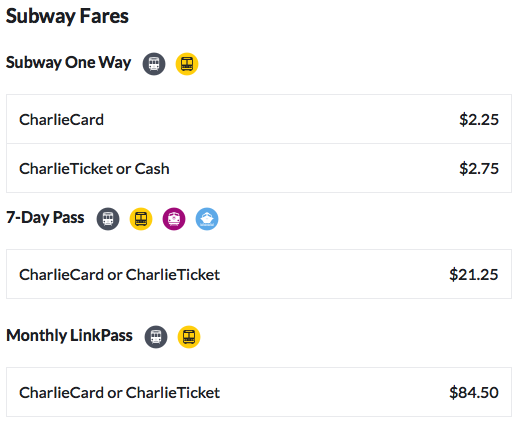 Subway Fares
Subway One Way
CharlieCard $2.25
CharlieTicket or Cash $2.75
7-Day Pass
CharlieCard or CharlieTicket $21.25
Monthly LinkPass
CharlieCard or CharlieTicket $84.50